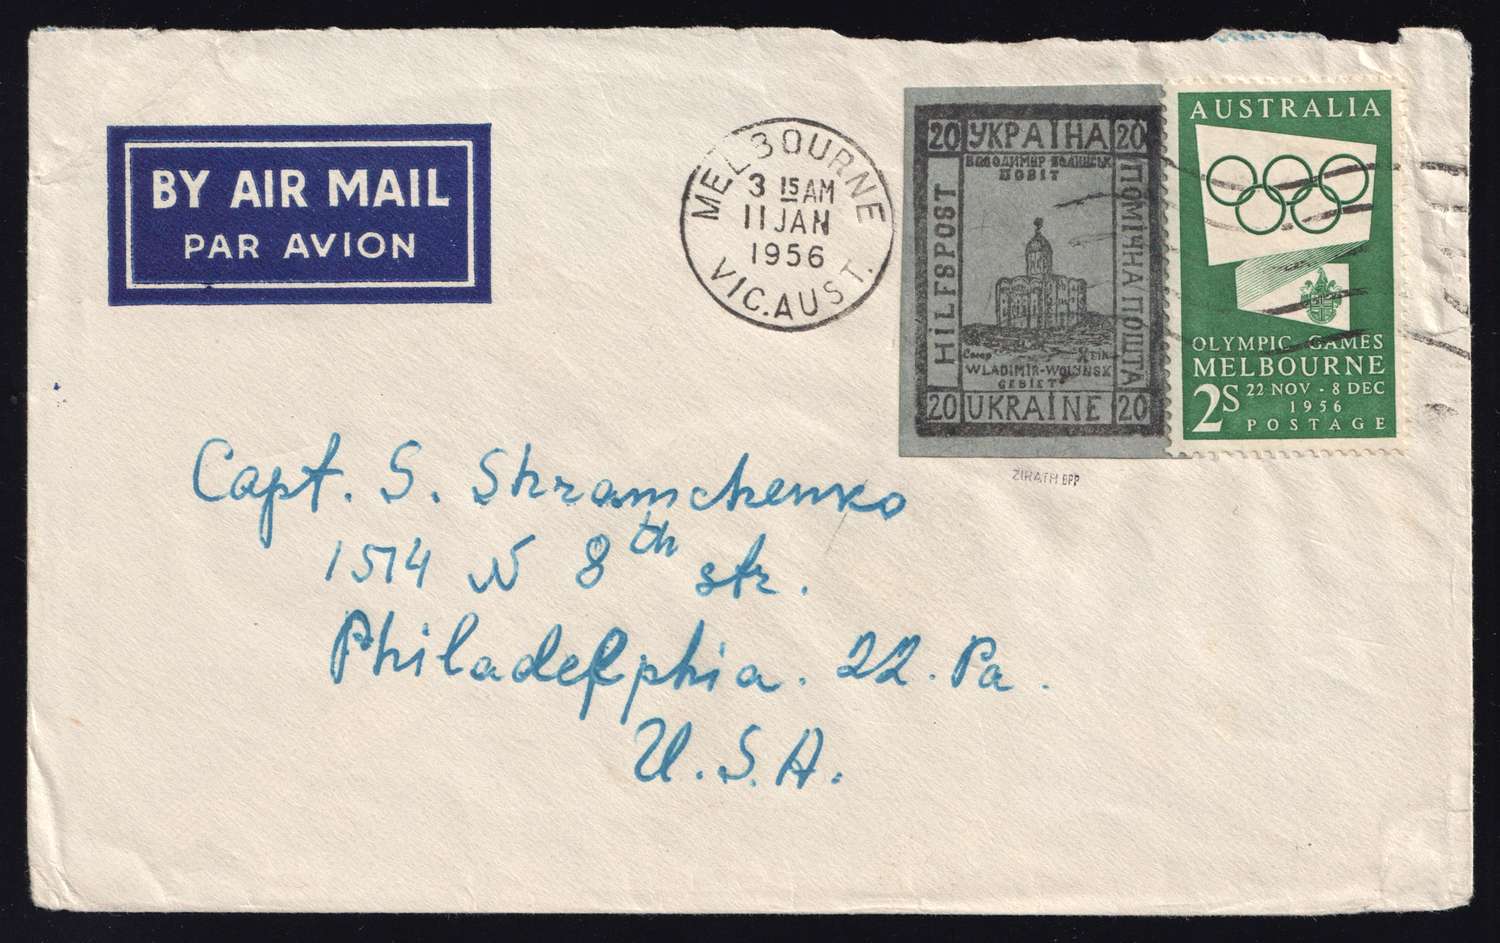 BY AIR MAIL
PAR AVION
MELBOURNE
3 15 AM
11 JAN
1956
VIC. AUST.
20 УКРАЇНА 20
ВОЛОДИМИР ВОЛИНСЬК
ПОВІТ
HILFSPOST
ПОМІЧНА ПОШТА
WLADIMIR-WOLYNSK
GEBIET
20 UKRAINE 20
ZIRATH BPP
AUSTRALIA
OLYMPIC GAMES
MELBOURNE
2S 22 NOV - 8 DEC
1956
POSTAGE
Capt. S. Shramchenko
1514 N 8th str.
Philadelphia. 22. Pa.
U.S.A.